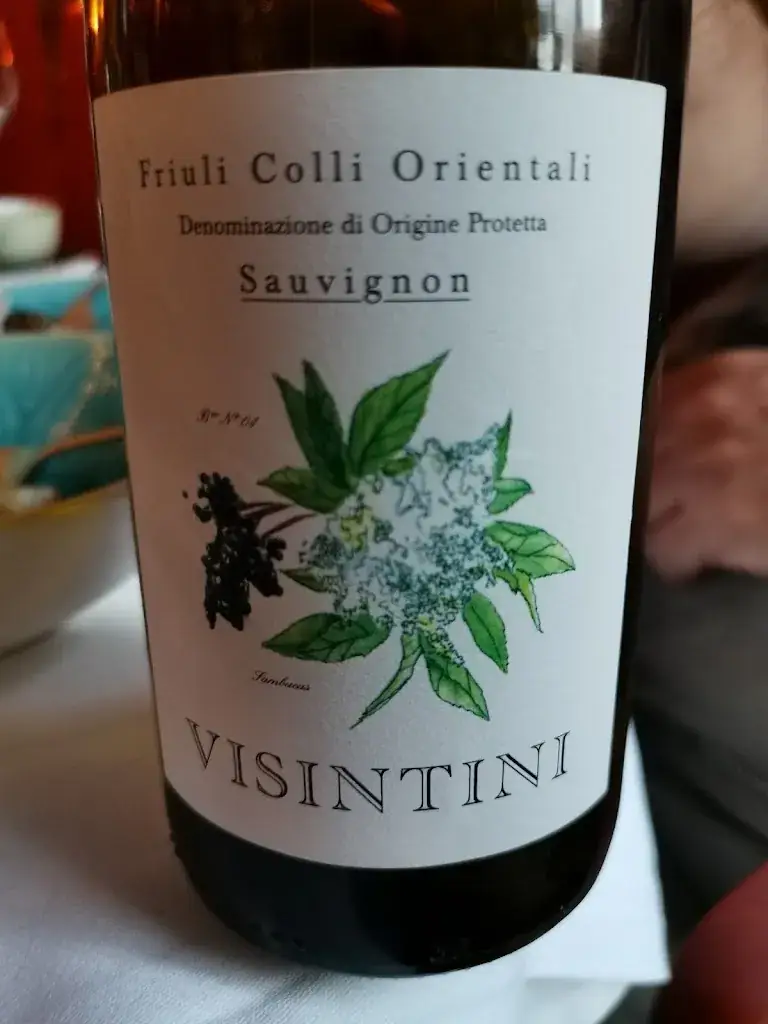 Friuli Colli Orientali
Denominazione di Origine Protetta
Sauvignon
Sambucus
VISINTINI